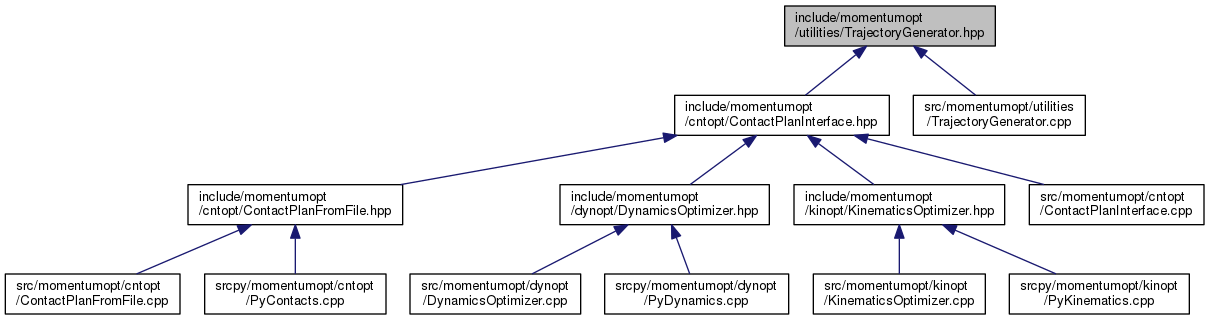 include/momentumopt
/utilities/TrajectoryGenerator.hpp
include/momentumopt
/cntopt/ContactPlanInterface.hpp
src/momentumopt/utilities
/TrajectoryGenerator.cpp
include/momentumopt
/cntopt/ContactPlanFromFile.hpp
include/momentumopt
/dynopt/DynamicsOptimizer.hpp
include/momentumopt
/kinopt/KinematicsOptimizer.hpp
src/momentumopt/cntopt
/ContactPlanInterface.cpp
src/momentumopt/cntopt
/ContactPlanFromFile.cpp
srcpy/momentumopt/cntopt
/PyContacts.cpp
src/momentumopt/dynopt
/DynamicsOptimizer.cpp
srcpy/momentumopt/dynopt
/PyDynamics.cpp
src/momentumopt/kinopt
/KinematicsOptimizer.cpp
srcpy/momentumopt/kinopt
/PyKinematics.cpp